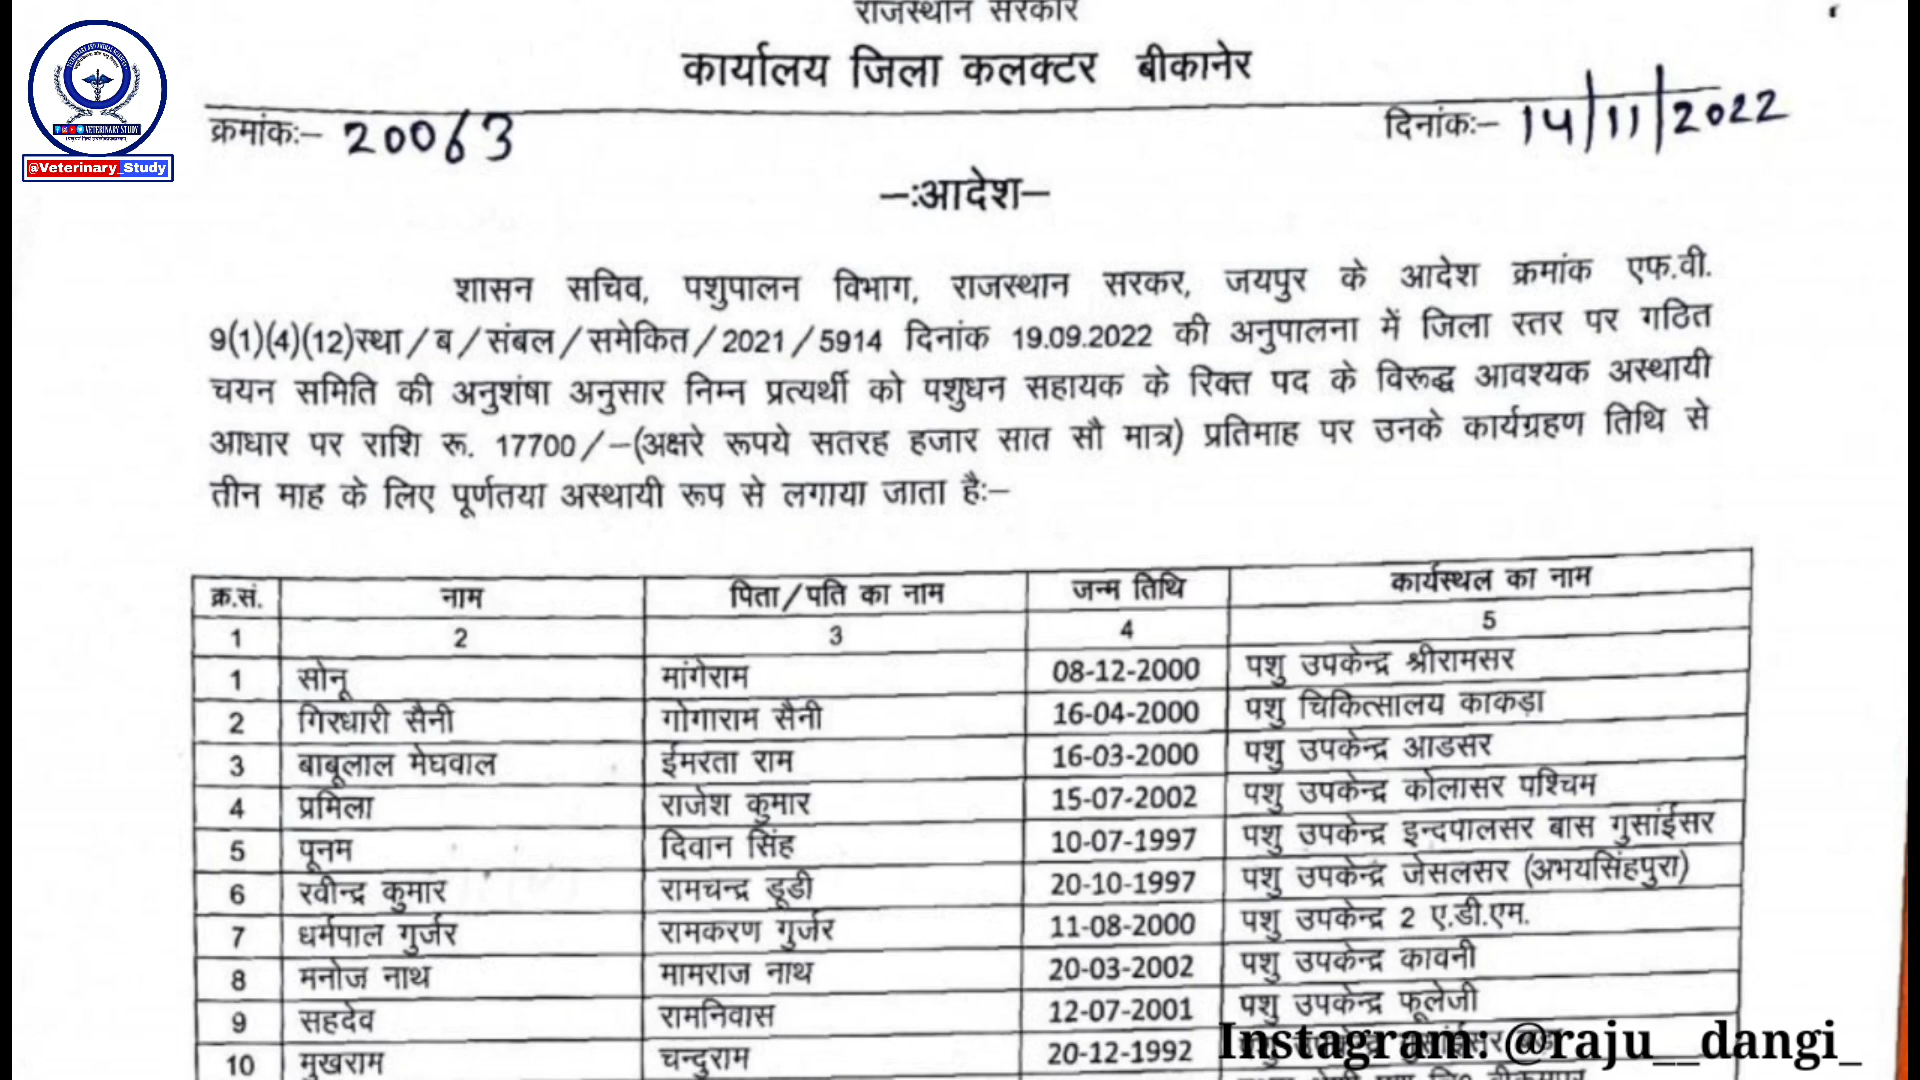 राजस्थान सरकार
कार्यालय जिला कलक्टर बीकानेर
क्रमांकः– 20063 दिनांकः– 14/11/2022
–:आदेश–
शासन सचिव, पशुपालन विभाग, राजस्थान सरकर, जयपुर के आदेश क्रमांक एफ.वी.
9(1)(4)(12)स्था/ब/संबल/समेकित/2021/5914 दिनांक 19.09.2022 की अनुपालना में जिला स्तर पर गठित
चयन समिति की अनुशंषा अनुसार निम्न प्रत्यर्थी को पशुधन सहायक के रिक्त पद के विरूद्ध आवश्यक अस्थायी
आधार पर राशि रू. 17700/–(अक्षरे रूपये सतरह हजार सात सौ मात्र) प्रतिमाह पर उनके कार्यग्रहण तिथि से
तीन माह के लिए पूर्णतया अस्थायी रूप से लगाया जाता हैः–
क्र.सं. नाम पिता/पति का नाम जन्म तिथि कार्यस्थल का नाम
1 2 3 4 5
1 सोनू मांगेराम 08-12-2000 पशु उपकेन्द्र श्रीरामसर
2 गिरधारी सैनी गोगाराम सैनी 16-04-2000 पशु चिकित्सालय काकड़ा
3 बाबूलाल मेघवाल ईमरता राम 16-03-2000 पशु उपकेन्द्र आडसर
4 प्रमिला राजेश कुमार 15-07-2002 पशु उपकेन्द्र कोलासर पश्चिम
5 पूनम दिवान सिंह 10-07-1997 पशु उपकेन्द्र इन्दपालसर बास गुसांईसर
6 रवीन्द्र कुमार रामचन्द्र डूडी 20-10-1997 पशु उपकेन्द्र जेसलसर (अभयसिंहपुरा)
7 धर्मपाल गुर्जर रामकरण गुर्जर 11-08-2000 पशु उपकेन्द्र 2 ए.डी.एम.
8 मनोज नाथ मामराज नाथ 20-03-2002 पशु उपकेन्द्र कावनी
9 सहदेव रामनिवास 12-07-2001 पशु उपकेन्द्र फूलेजी
10 मुखराम चन्दुराम 20-12-1992
VETERINARY STUDY
@Veterinary_Study
Instagram: @raju__dangi_